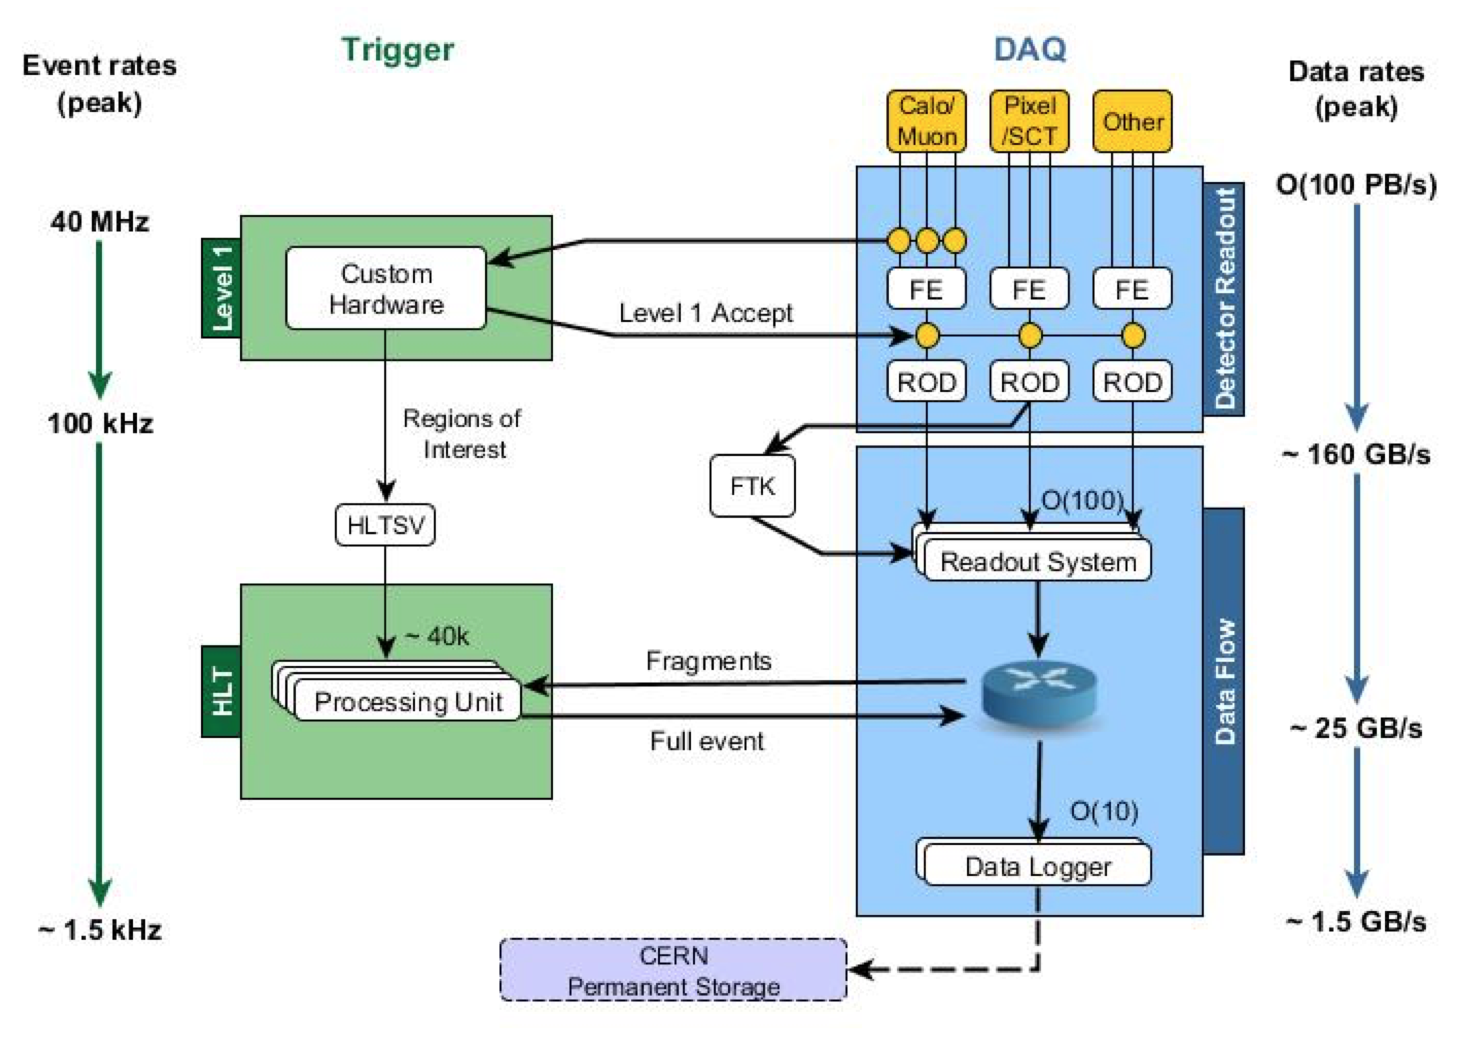 Trigger
DAQ
Event rates
(peak)
Data rates
(peak)
Calo/
Muon
Pixel
/SCT
Other
O(100 PB/s)
40 MHz
Level 1
Custom
Hardware
Level 1 Accept
FE
FE
FE
ROD
ROD
ROD
Detector Readout
100 kHz
Regions of
Interest
~ 160 GB/s
FTK
HLTSV
O(100)
Readout System
HLT
~ 40k
Processing Unit
Fragments
Full event
Data Flow
~ 25 GB/s
O(10)
Data Logger
~ 1.5 kHz
~ 1.5 GB/s
CERN
Permanent Storage